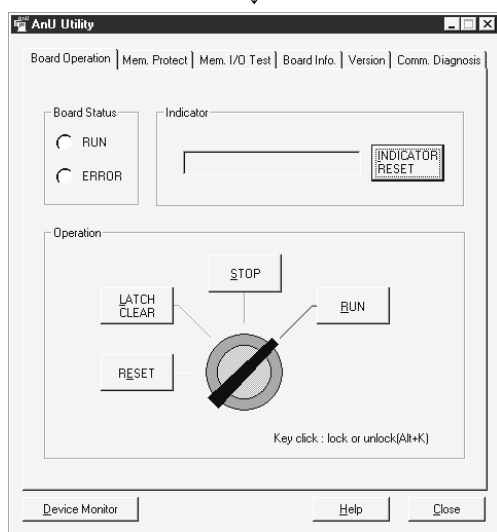 AnU Utility
Board Operation Mem. Protect Mem. I/O Test Board Info. Version Comm. Diagnosis
Board Status
Indicator
RUN
INDICATOR
RESET
ERROR
Operation
STOP
LATCH
CLEAR
RUN
RESET
Key click : lock or unlock(Alt+K)
Device Monitor
Help
Close